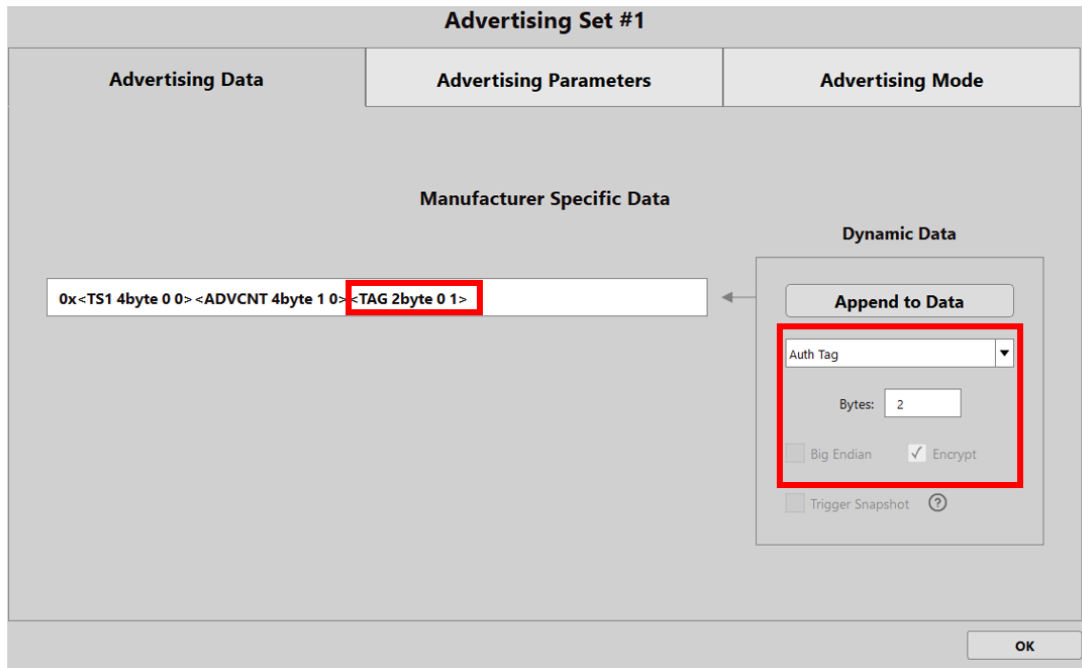 Advertising Set #1
Advertising Data
Advertising Parameters
Advertising Mode
Manufacturer Specific Data
Dynamic Data
0x<TS1 4byte 0 0><ADVCNT 4byte 1 0><TAG 2byte 0 1>
Append to Data
Auth Tag
Bytes: 2
Big Endian Encrypt
Trigger Snapshot ?
OK